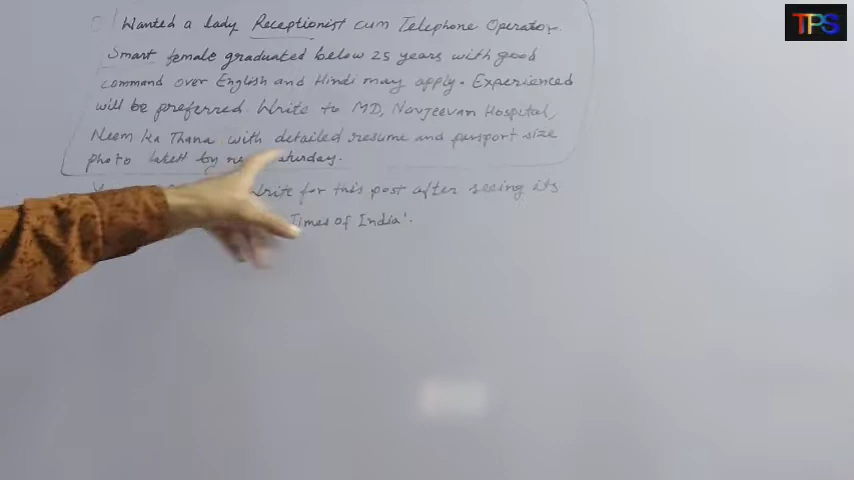 Wanted a lady Receptionist cum Telephone Operator.
Smart female graduated below 25 years with good
command over English and Hindi may apply. Experienced
will be preferred. Write to MD, Navjeevan Hospital,
Neem Ka Thana with detailed resume and passport size
photo latest by
Write for this post after seeing its
Times of India'.
TPS